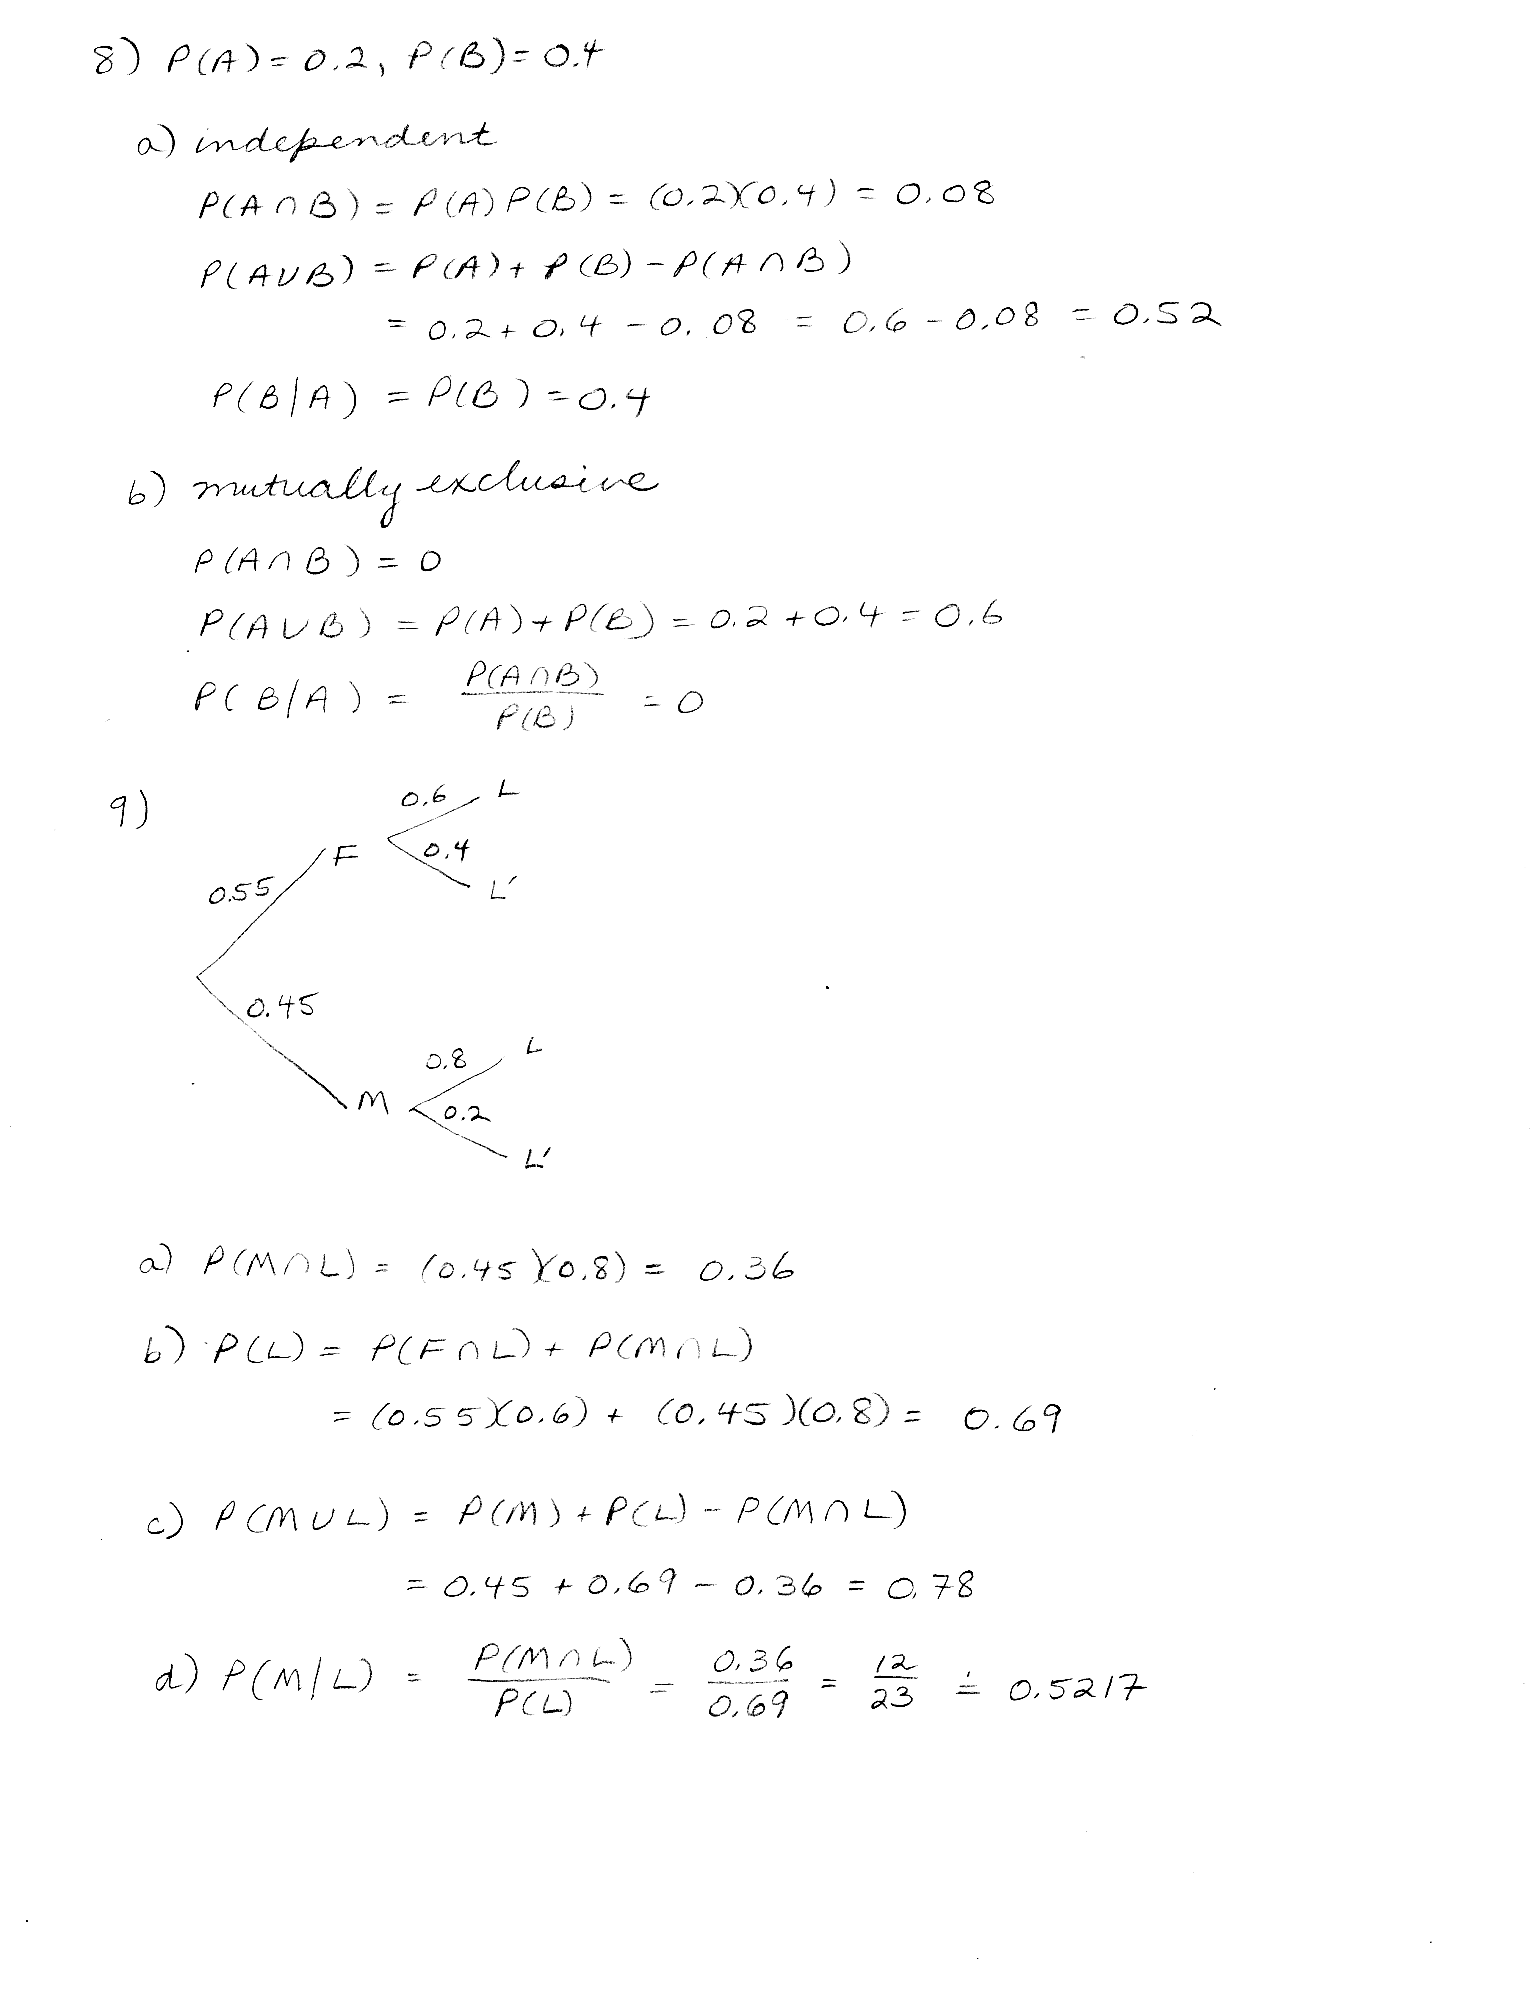 8) P(A) = 0.2, P(B) = 0.4
a) independent
P(A∩B) = P(A)P(B) = (0.2)(0.4) = 0.08
P(A∪B) = P(A) + P(B) - P(A∩B)
= 0.2 + 0.4 - 0.08 = 0.6 - 0.08 = 0.52
P(B|A) = P(B) = 0.4
b) mutually exclusive
P(A∩B) = 0
P(A∪B) = P(A) + P(B) = 0.2 + 0.4 = 0.6
P(B|A) = P(A∩B)/P(B) = 0
9)
0.6 L
F 0.4
0.55 L'
0.45
0.8 L
M 0.2
L'
a) P(M∩L) = (0.45)(0.8) = 0.36
b) P(L) = P(F∩L) + P(M∩L)
= (0.55)(0.6) + (0.45)(0.8) = 0.69
c) P(M∪L) = P(M) + P(L) - P(M∩L)
= 0.45 + 0.69 - 0.36 = 0.78
d) P(M|L) = P(M∩L)/P(L) = 0.36/0.69 = 12/23 ≐ 0.5217